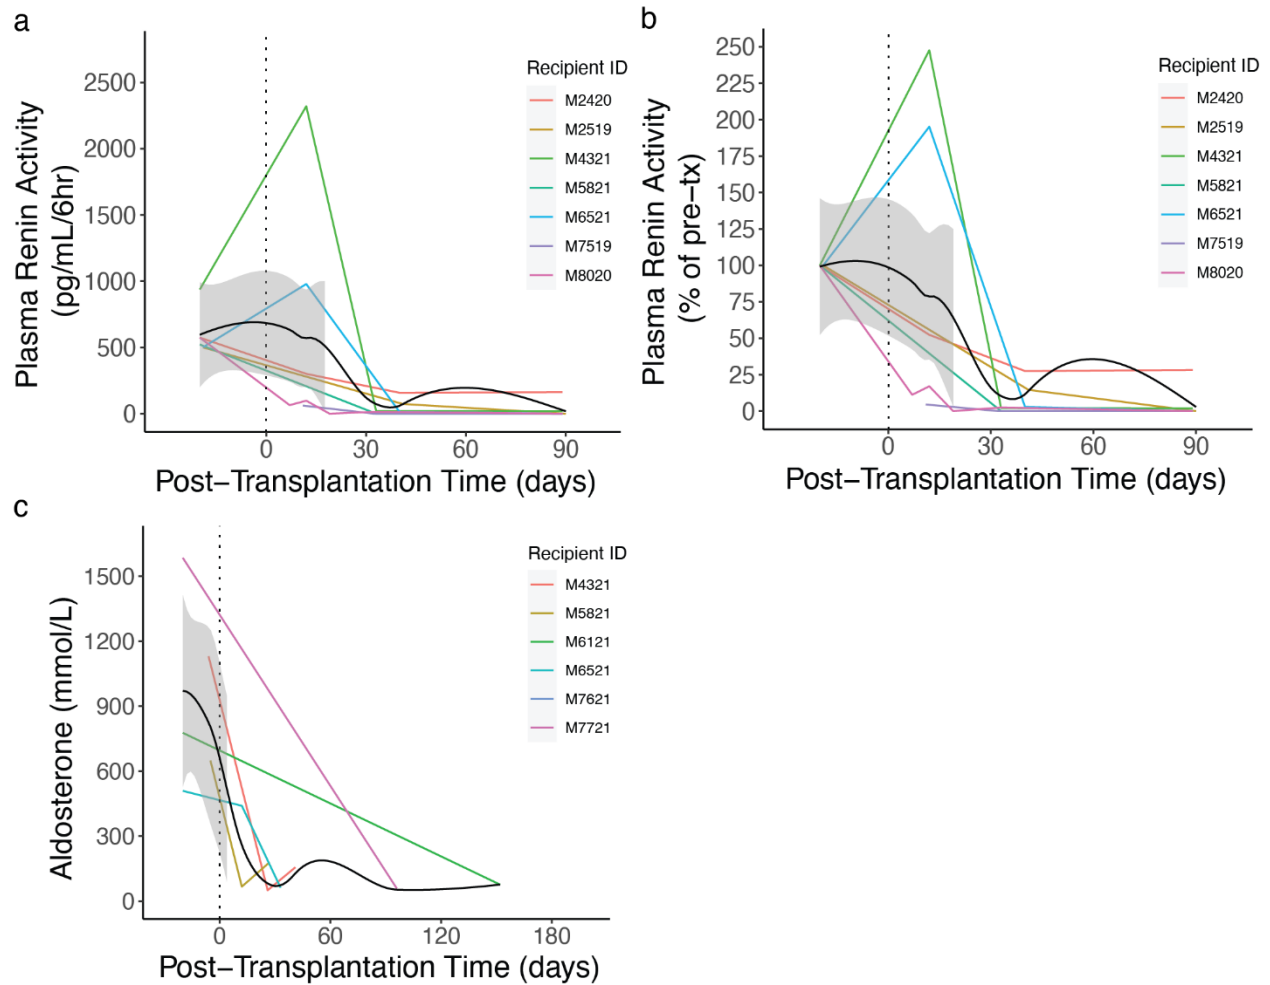 a
Plasma Renin Activity
(pg/mL/6hr)
2500
2000
1500
1000
500
0
0 30 60 90
Post−Transplantation Time (days)
Recipient ID
M2420
M2519
M4321
M5821
M6521
M7519
M8020
b
Plasma Renin Activity
(% of pre−tx)
250
225
200
175
150
125
100
75
50
25
0
0 30 60 90
Post−Transplantation Time (days)
Recipient ID
M2420
M2519
M4321
M5821
M6521
M7519
M8020
c
Aldosterone (mmol/L)
1500
1200
900
600
300
0
0 60 120 180
Post−Transplantation Time (days)
Recipient ID
M4321
M5821
M6121
M6521
M7621
M7721